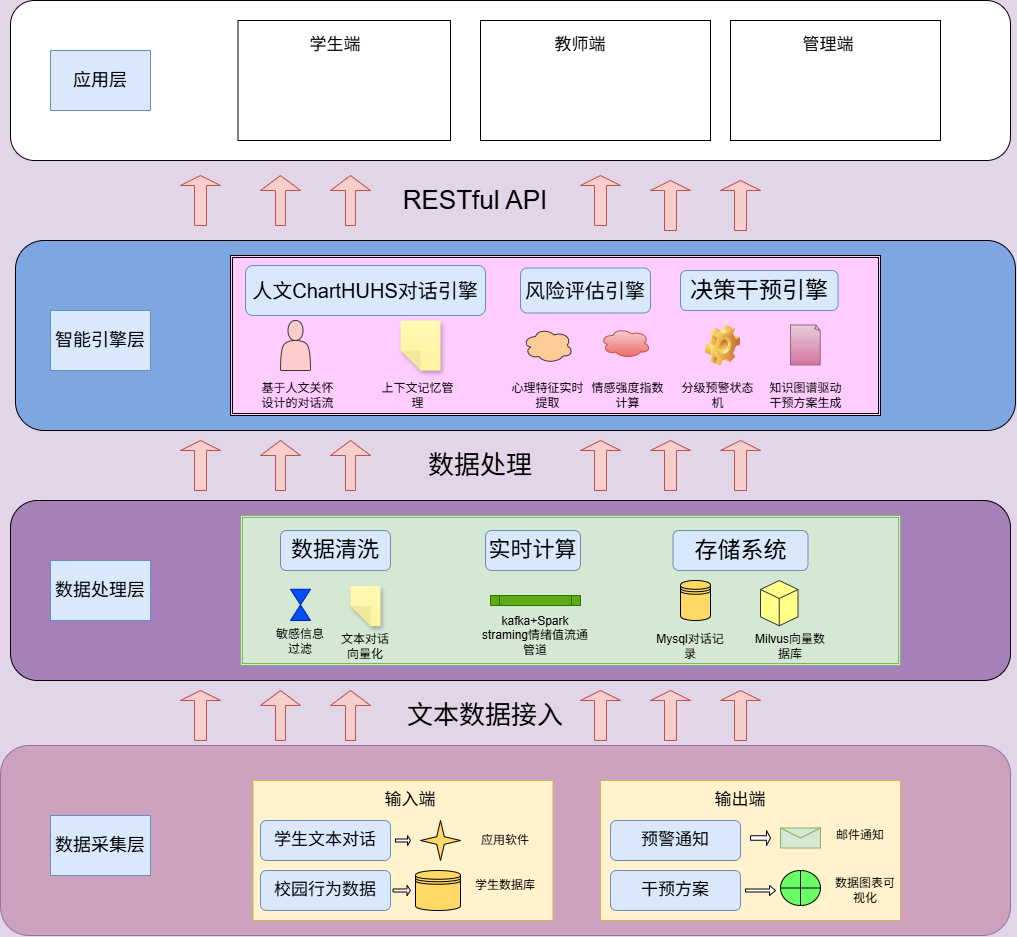 学生端
教师端
管理端
应用层
RESTful API
人文ChartHUHS对话引擎
风险评估引擎
决策干预引擎
智能引擎层
基于人文关怀
设计的对话流
上下文记忆管
理
心理特征实时
提取
情感强度指数
计算
分级预警状态
机
知识图谱驱动
干预方案生成
数据处理
数据清洗
实时计算
存储系统
数据处理层
敏感信息
过滤
文本对话
向量化
kafka+Spark
straming情绪值流通
管道
Mysql对话记
录
Milvus向量数
据库
文本数据接入
输入端
输出端
数据采集层
学生文本对话
应用软件
校园行为数据
学生数据库
预警通知
邮件通知
干预方案
数据图表可
视化